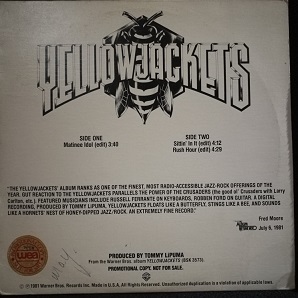 YELLOWJACKETS
SIDE ONE
Matinee Idol (edit) 3:40
SIDE TWO
Sittin' In It (edit) 4:12
Rush Hour (edit) 4:29
"THE YELLOWJACKETS' ALBUM RANKS AS ONE OF THE FINEST, MOST RADIO-ACCESSIBLE JAZZ-ROCK OFFERINGS OF THE
YEAR. GUT REACTION TO THE YELLOWJACKETS PARALLELS THE POWER OF THE CRUSADERS (the good ol' Crusaders with Larry
Carlton, etc.). FEATURED MUSICIANS INCLUDE RUSSELL FERRANTE ON KEYBOARDS, ROBBEN FORD ON GUITAR. A DIGITAL
RECORDING, PRODUCED BY TOMMY LIPUMA, YELLOWJACKETS FLOATS LIKE A BUTTERFLY, STINGS LIKE A BEE, AND SOUNDS
LIKE A HORNETS' NEST OF HONEY-DIPPED JAZZ-ROCK. AN EXTREMELY FINE RECORD."
Fred Moore
July 6, 1981
PRODUCED BY TOMMY LIPUMA
From the Warner Bros. album YELLOWJACKETS (BSK 3573).
PROMOTIONAL COPY. NOT FOR SALE.
© 1981 Warner Bros. Records Inc. Made in U.S.A. All Rights Reserved. Unauthorized duplication is a violation of applicable laws.